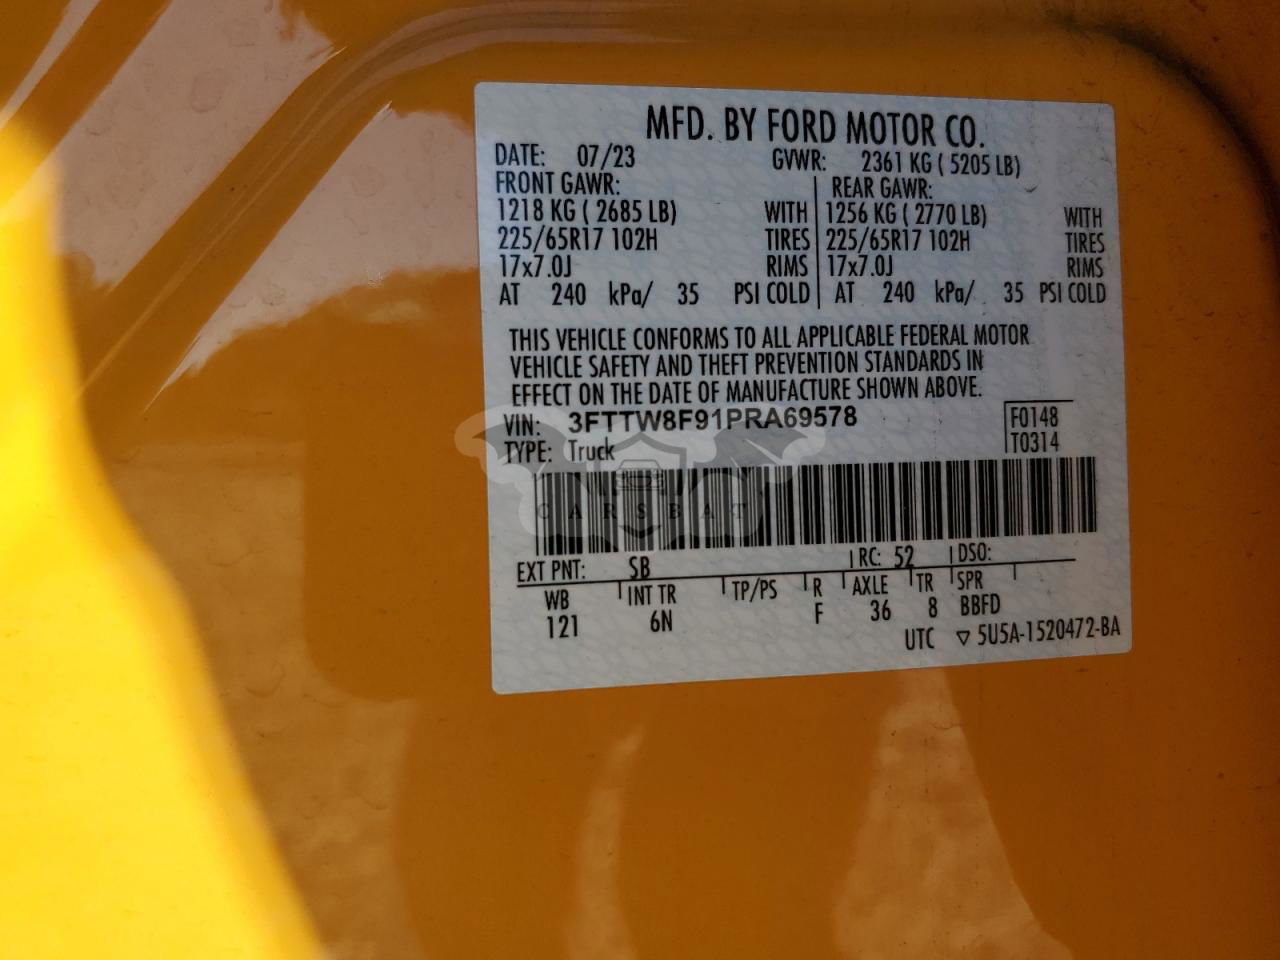 MFD. BY FORD MOTOR CO.
DATE: 07/23 GVWR: 2361 KG ( 5205 LB)
FRONT GAWR: REAR GAWR:
1218 KG ( 2685 LB) WITH 1256 KG ( 2770 LB) WITH
225/65R17 102H TIRES 225/65R17 102H TIRES
17x7.0J RIMS 17x7.0J RIMS
AT 240 kPa/ 35 PSI COLD AT 240 kPa/ 35 PSI COLD
THIS VEHICLE CONFORMS TO ALL APPLICABLE FEDERAL MOTOR
VEHICLE SAFETY AND THEFT PREVENTION STANDARDS IN
EFFECT ON THE DATE OF MANUFACTURE SHOWN ABOVE.
VIN: 3FTTW8F91PRA69578 F0148
TYPE: Truck T0314
CARSBAT
EXT PNT: SB RC: 52 DSO:
WB INT TR TP/PS R AXLE TR SPR
121 6N F 36 8 BBFD
UTC ▽ 5U5A-1520472-BA